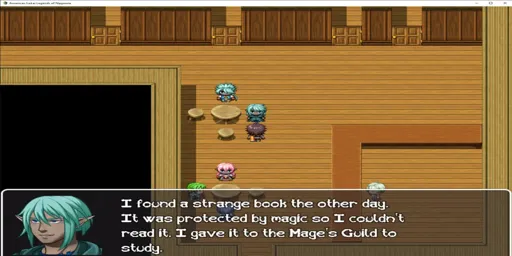 I found a strange book the other day.
It was protected by magic so I couldn't
read it. I gave it to the Mage's Guild to
study.